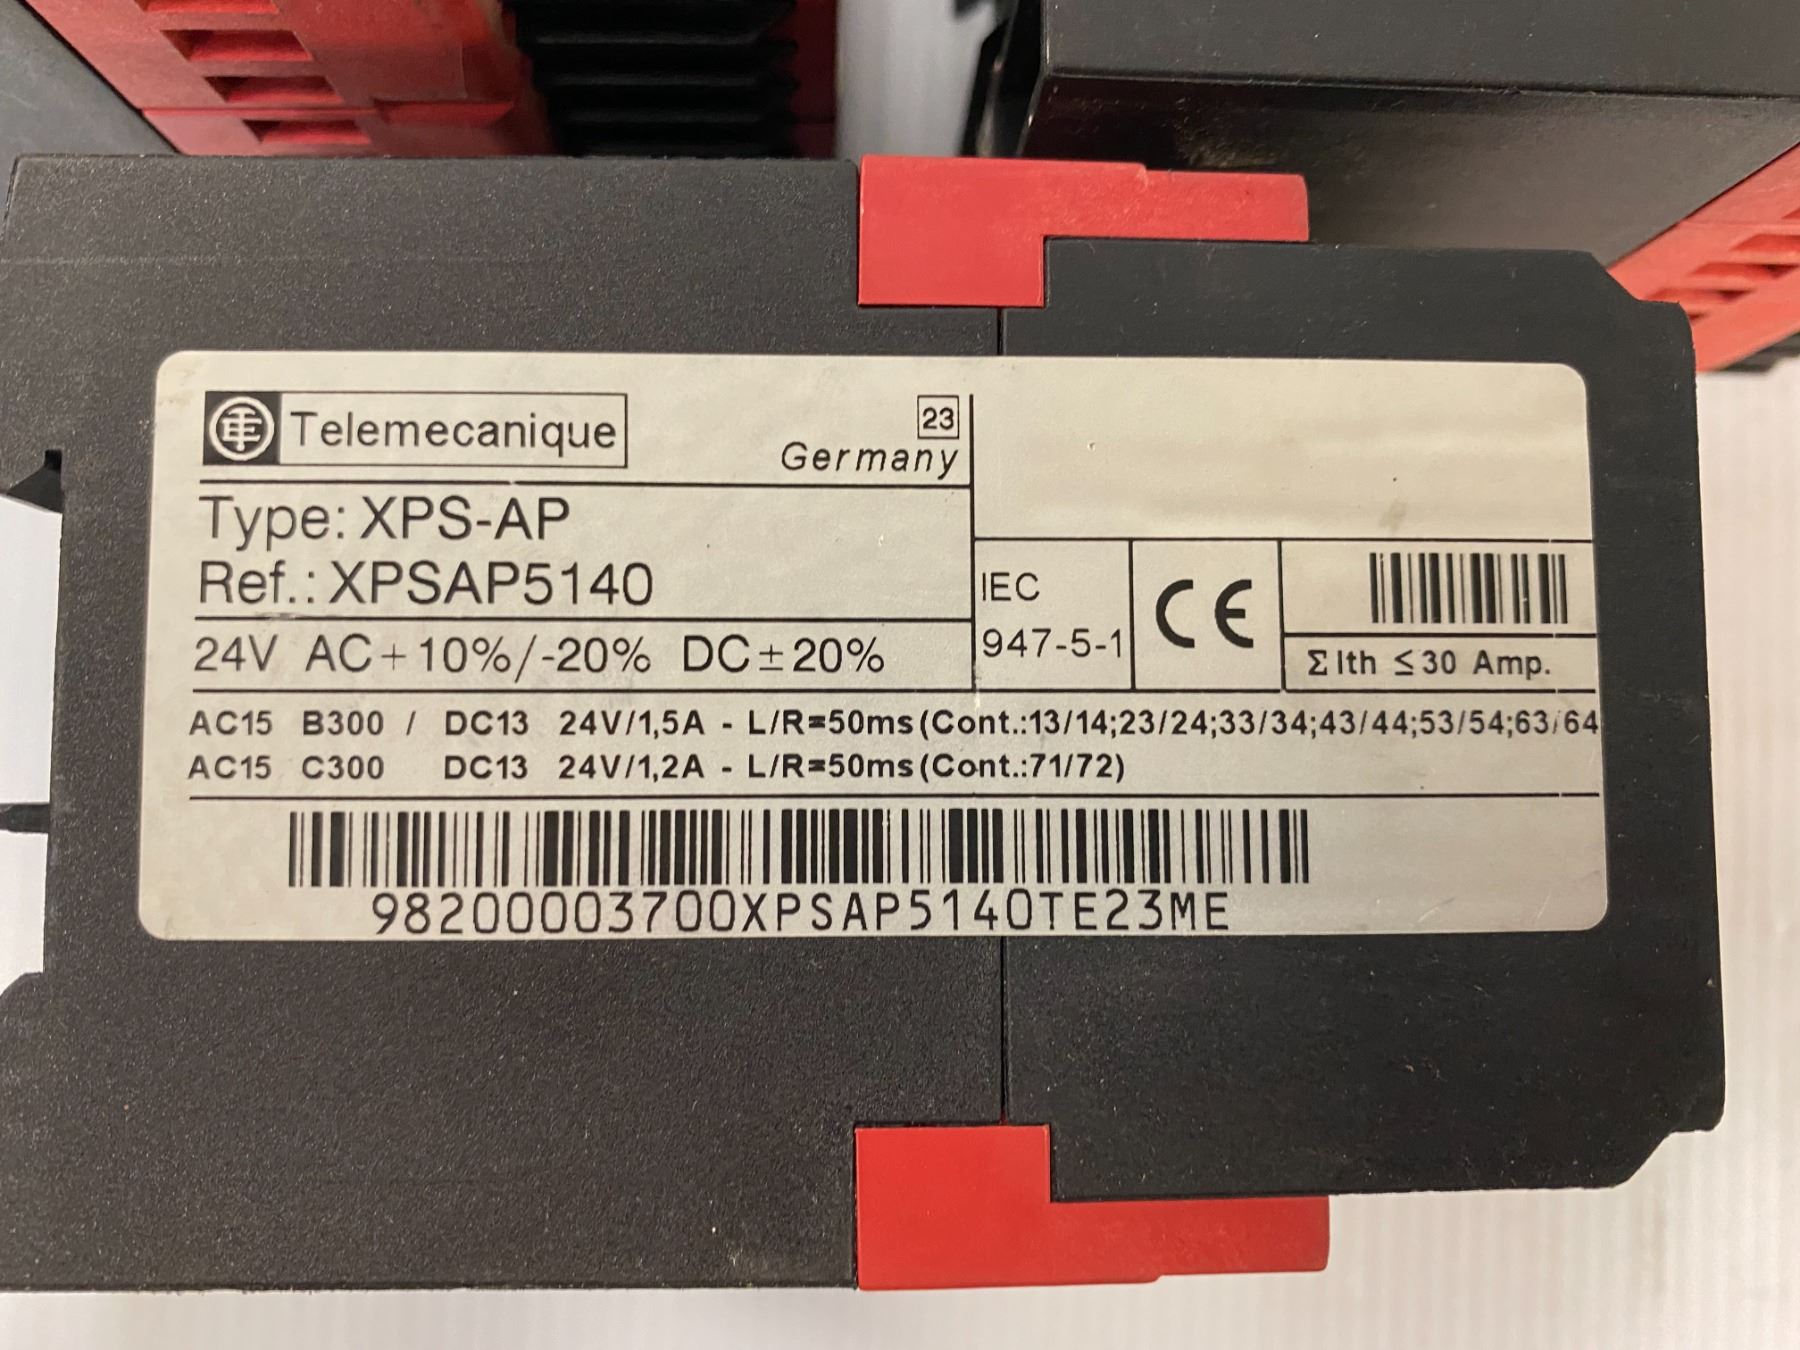 Telemecanique
23
Germany
Type: XPS-AP
Ref.: XPSAP5140
24V AC+10%/-20% DC±20%
IEC
947-5-1
CE
Σ Ith ≤ 30 Amp.
AC15 B300 / DC13 24V/1,5A - L/R=50ms (Cont.:13/14;23/24;33/34;43/44;53/54;63/64
AC15 C300 DC13 24V/1,2A - L/R=50ms (Cont.:71/72)
98200003700XPSAP5140TE23ME